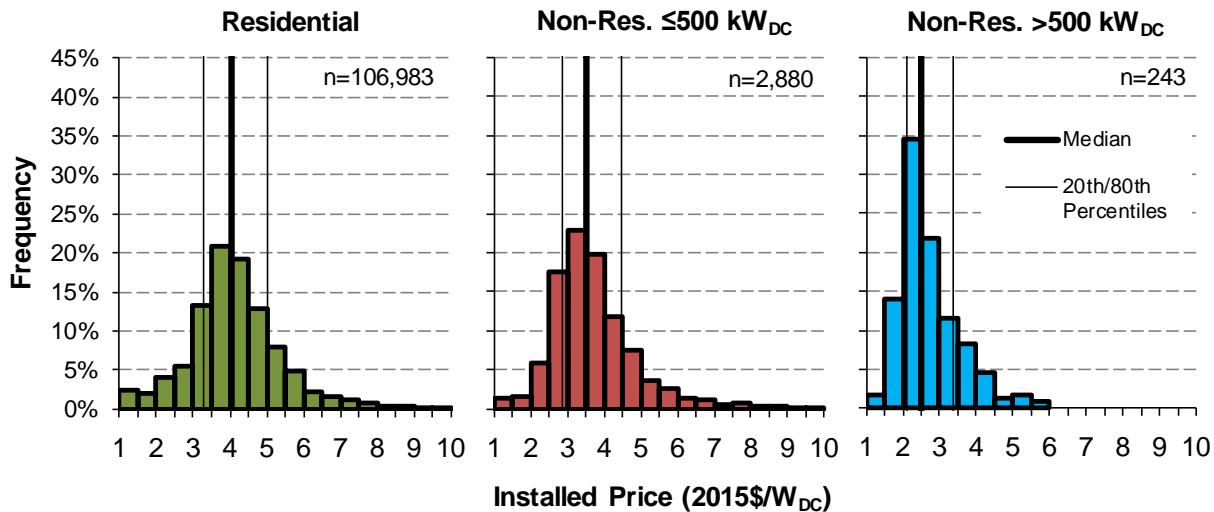 Residential
Non-Res. ≤500 kWDC
Non-Res. >500 kWDC
Frequency
45%
40%
35%
30%
25%
20%
15%
10%
5%
0%
n=106,983
n=2,880
n=243
Median
20th/80th
Percentiles
1 2 3 4 5 6 7 8 9 10
1 2 3 4 5 6 7 8 9 10
1 2 3 4 5 6 7 8 9 10
Installed Price (2015$/WDC)